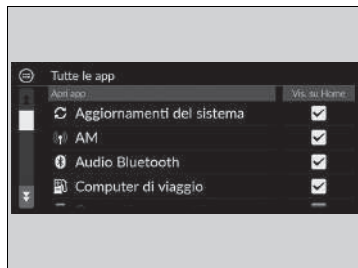 Tutte le app
Apri app Vis. su Home
Aggiornamenti del sistema
AM
Audio Bluetooth
Computer di viaggio